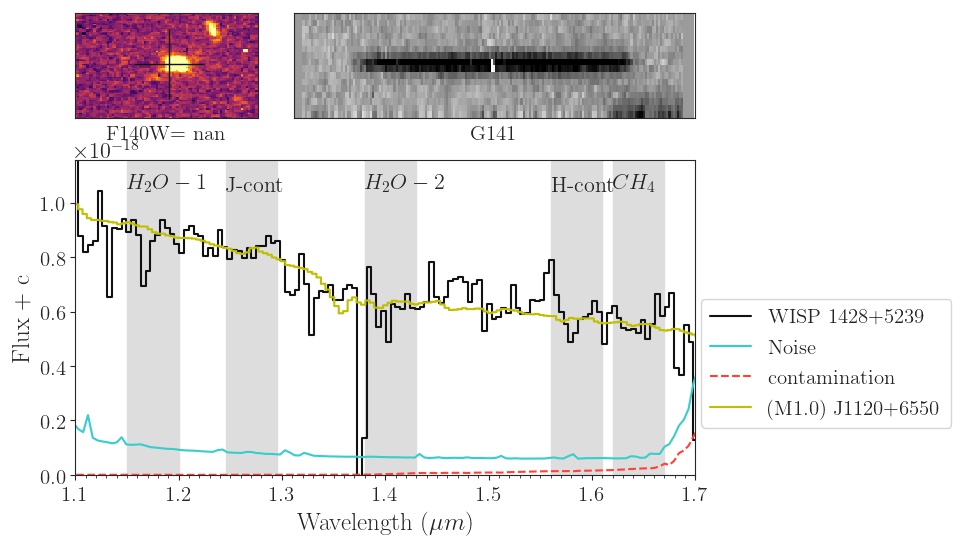 F140W= nan
G141
×10−18
H2O − 1
J-cont
H2O − 2
H-cont
CH4
1.0
0.8
0.6
0.4
0.2
0.0
Flux + c
1.1
1.2
1.3
1.4
1.5
1.6
1.7
Wavelength (μm)
WISP 1428+5239
Noise
contamination
(M1.0) J1120+6550